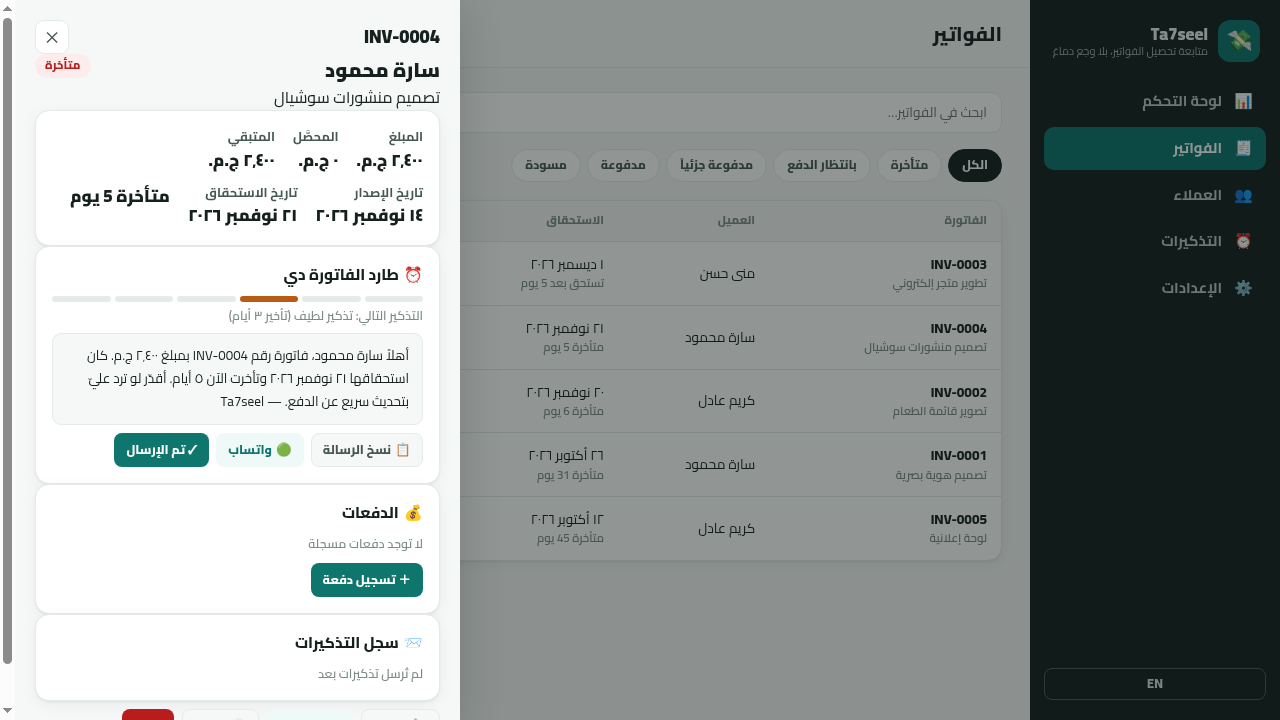 Ta7seel
متابعة تحصيل الفواتير، بلا وجع دماغ
لوحة التحكم
الفواتير
العملاء
التذكيرات
الإعدادات
EN
الفواتير
ابحث في الفواتير...
الكل
متأخرة
بانتظار الدفع
مدفوعة جزئياً
مدفوعة
مسودة
الفاتورة العميل الاستحقاق
INV-0003 منى حسن ١ ديسمبر ٢٠٢٦
تطوير متجر إلكتروني تستحق بعد 5 يوم
INV-0004 سارة محمود ٢١ نوفمبر ٢٠٢٦
تصميم منشورات سوشيال متأخرة 5 يوم
INV-0002 كريم عادل ٢٠ نوفمبر ٢٠٢٦
تصوير قائمة الطعام متأخرة 6 يوم
INV-0001 سارة محمود ٢٦ أكتوبر ٢٠٢٦
تصميم هوية بصرية متأخرة 31 يوم
INV-0005 كريم عادل ١٢ أكتوبر ٢٠٢٦
لوحة إعلانية متأخرة 45 يوم
INV-0004
سارة محمود
تصميم منشورات سوشيال
متأخرة
المبلغ المحصّل المتبقي
٢٬٤٠٠ ج.م. ٠ ج.م. ٢٬٤٠٠ ج.م.
تاريخ الإصدار تاريخ الاستحقاق متأخرة 5 يوم
١٤ نوفمبر ٢٠٢٦ ٢١ نوفمبر ٢٠٢٦
⏰ طارد الفاتورة دي
التذكير التالي: تذكير لطيف (تأخير ٣ أيام)
أهلاً سارة محمود، فاتورة رقم INV-0004 بمبلغ ٢٬٤٠٠ ج.م. كان
استحقاقها ٢١ نوفمبر ٢٠٢٦ وتأخرت الآن ٥ أيام. أقدّر لو ترد عليّ
بتحديث سريع عن الدفع. — Ta7seel
📋 نسخ الرسالة
🟢 واتساب
✓ تم الإرسال
💰 الدفعات
لا توجد دفعات مسجلة
+ تسجيل دفعة
📨 سجل التذكيرات
لم تُرسل تذكيرات بعد